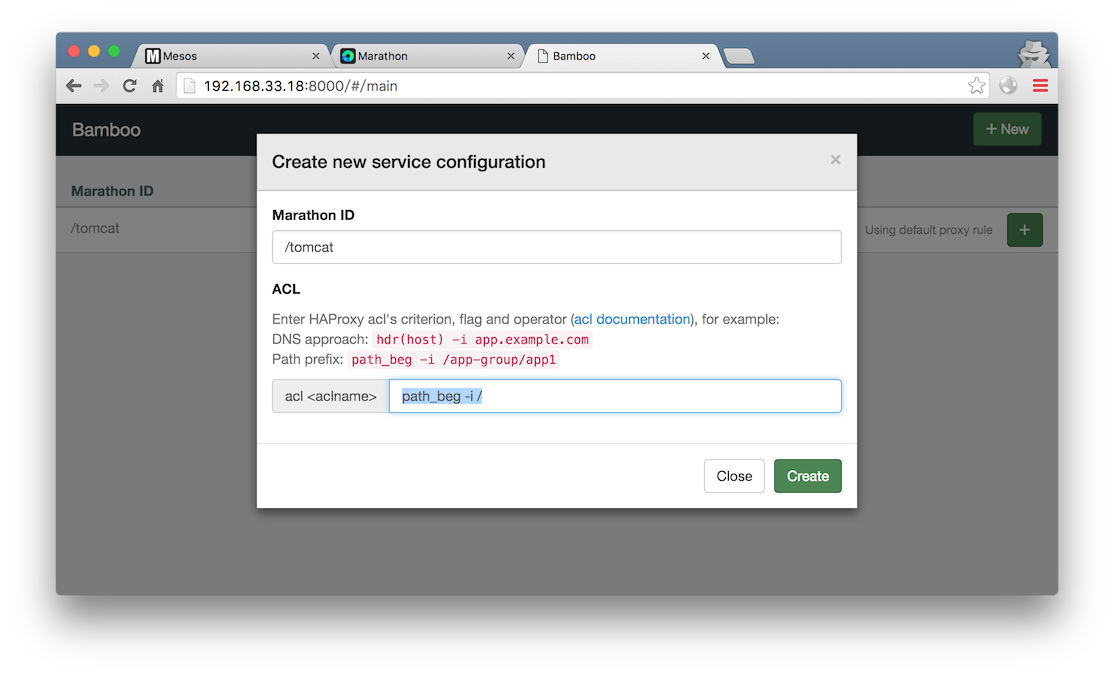 Mesos
Marathon
Bamboo
192.168.33.18:8000/#/main
Bamboo
+ New
Create new service configuration
×
Marathon ID
/tomcat
Using default proxy rule
+
Marathon ID
/tomcat
ACL
Enter HAProxy acl's criterion, flag and operator (acl documentation), for example:
DNS approach: hdr(host) -i app.example.com
Path prefix: path_beg -i /app-group/app1
acl <aclname>
path_beg -i /
Close
Create